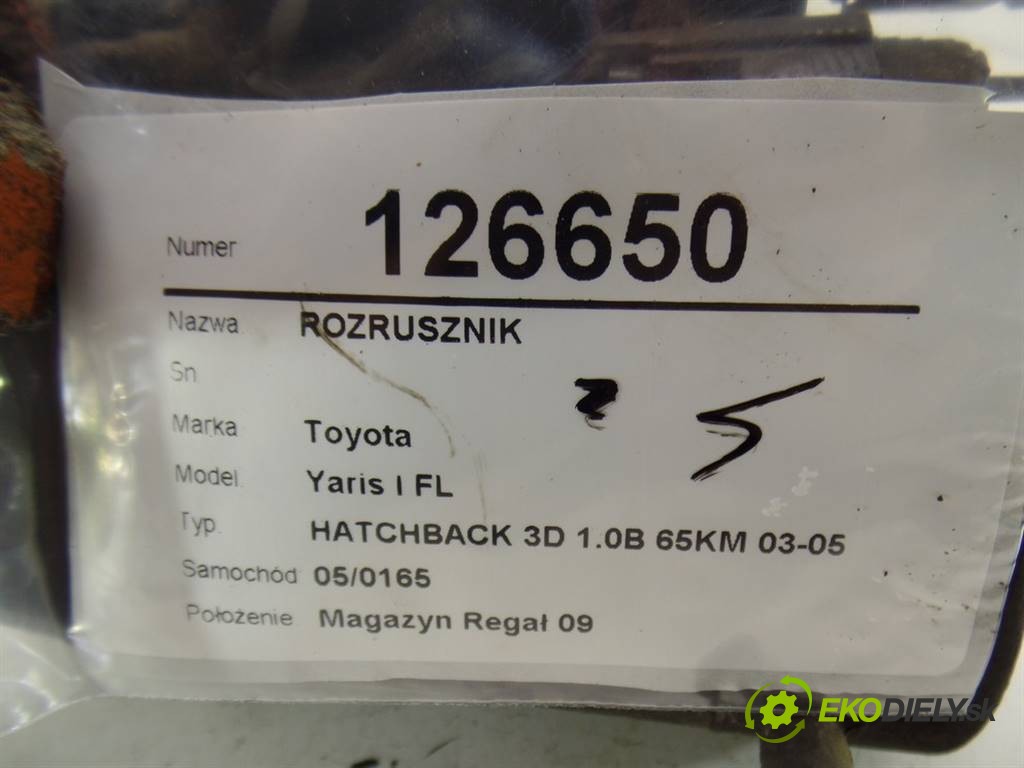 Numer 126650
Nazwa ROZRUSZNIK
Sn
Marka Toyota
Model Yaris I FL
Typ. HATCHBACK 3D 1.0B 65KM 03-05
Samochód 05/0165
Położenie Magazyn Regał 09
EKODIELY.sk